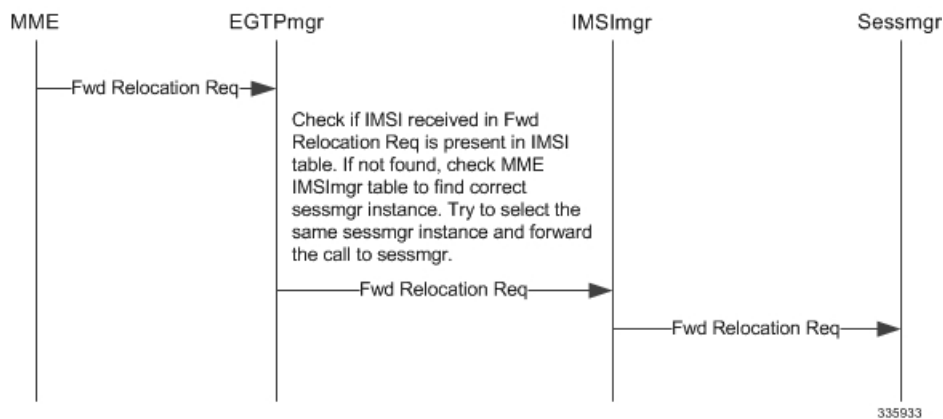 MME EGTPmgr IMSImgr Sessmgr
Fwd Relocation Req
Check if IMSI received in Fwd
Relocation Req is present in IMSI
table. If not found, check MME
IMSImgr table to find correct
sessmgr instance. Try to select the
same sessmgr instance and forward
the call to sessmgr.
Fwd Relocation Req
Fwd Relocation Req
335933